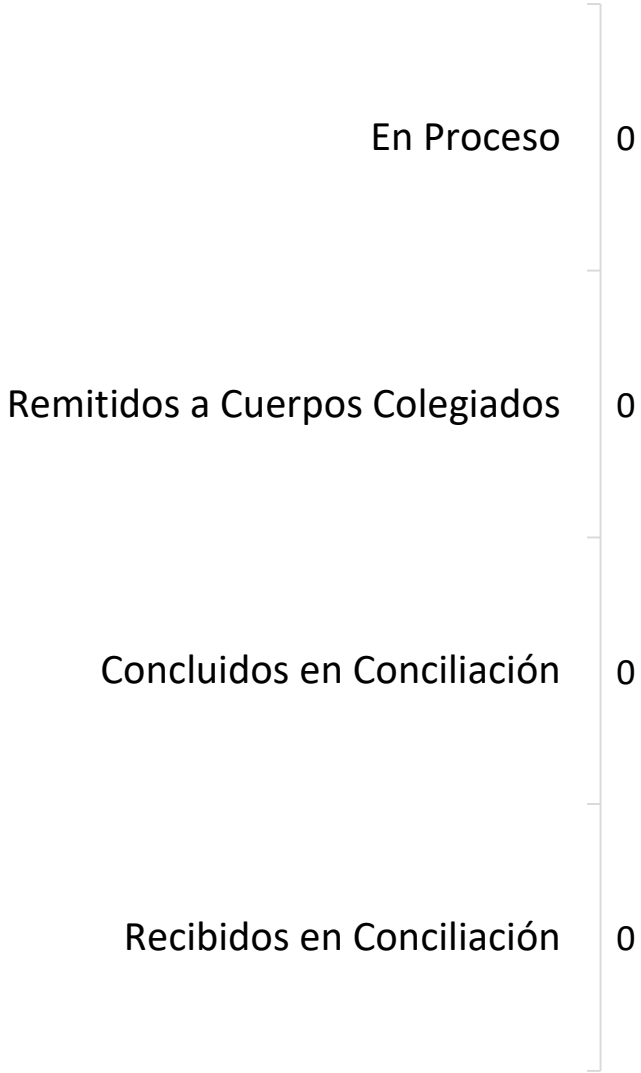 En Proceso 0
Remitidos a Cuerpos Colegiados 0
Concluidos en Conciliación 0
Recibidos en Conciliación 0